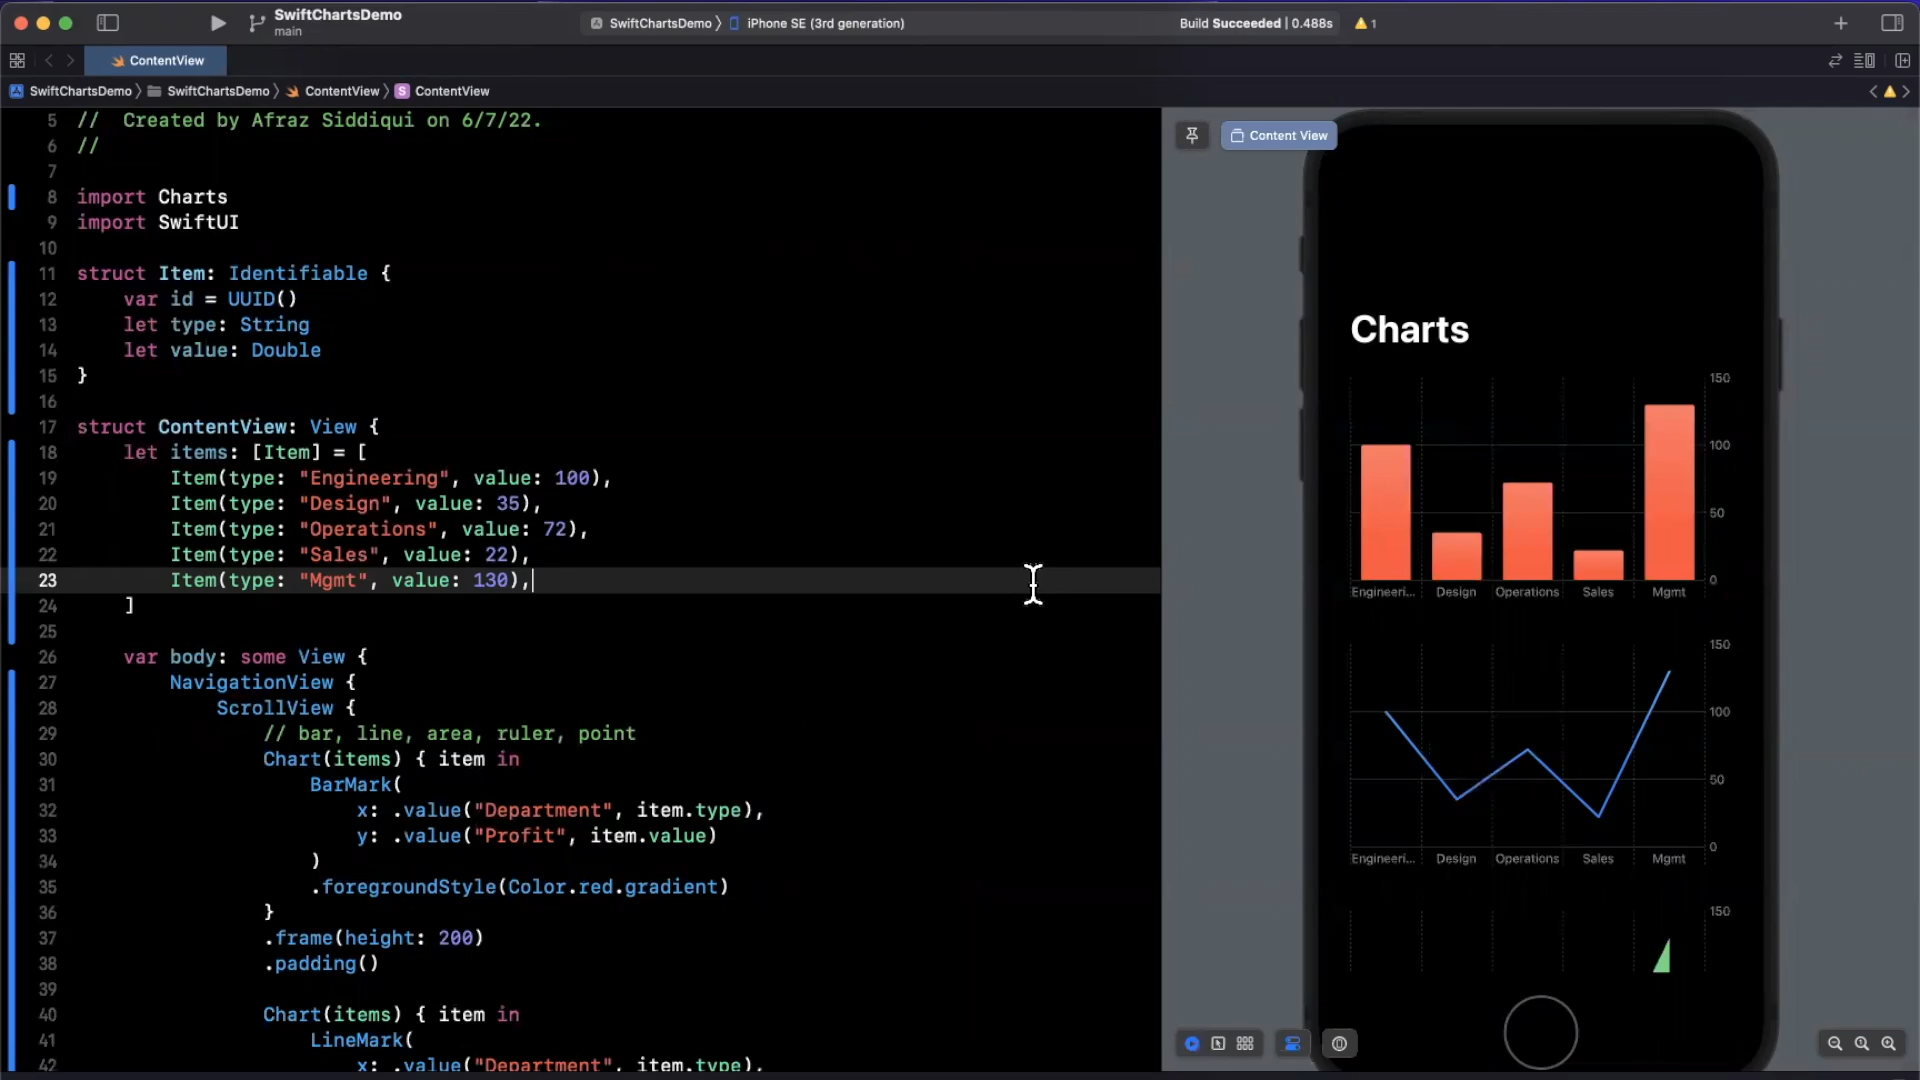 SwiftChartsDemo
main
SwiftChartsDemo 〉 iPhone SE (3rd generation)
Build Succeeded | 0.488s
1
ContentView
SwiftChartsDemo 〉 SwiftChartsDemo 〉 ContentView 〉 S ContentView
5 //  Created by Afraz Siddiqui on 6/7/22.
6 //
7
8 import Charts
9 import SwiftUI
10
11 struct Item: Identifiable {
12     var id = UUID()
13     let type: String
14     let value: Double
15 }
16
17 struct ContentView: View {
18     let items: [Item] = [
19         Item(type: "Engineering", value: 100),
20         Item(type: "Design", value: 35),
21         Item(type: "Operations", value: 72),
22         Item(type: "Sales", value: 22),
23         Item(type: "Mgmt", value: 130),
24     ]
25
26     var body: some View {
27         NavigationView {
28             ScrollView {
29                 // bar, line, area, ruler, point
30                 Chart(items) { item in
31                     BarMark(
32                         x: .value("Department", item.type),
33                         y: .value("Profit", item.value)
34                     )
35                     .foregroundStyle(Color.red.gradient)
36                 }
37                 .frame(height: 200)
38                 .padding()
39
40                 Chart(items) { item in
41                     LineMark(
42                         x: .value("Department", item.type),
Content View
Charts
150
100
50
0
Engineeri... Design Operations Sales Mgmt
150
100
50
0
Engineeri... Design Operations Sales Mgmt
150